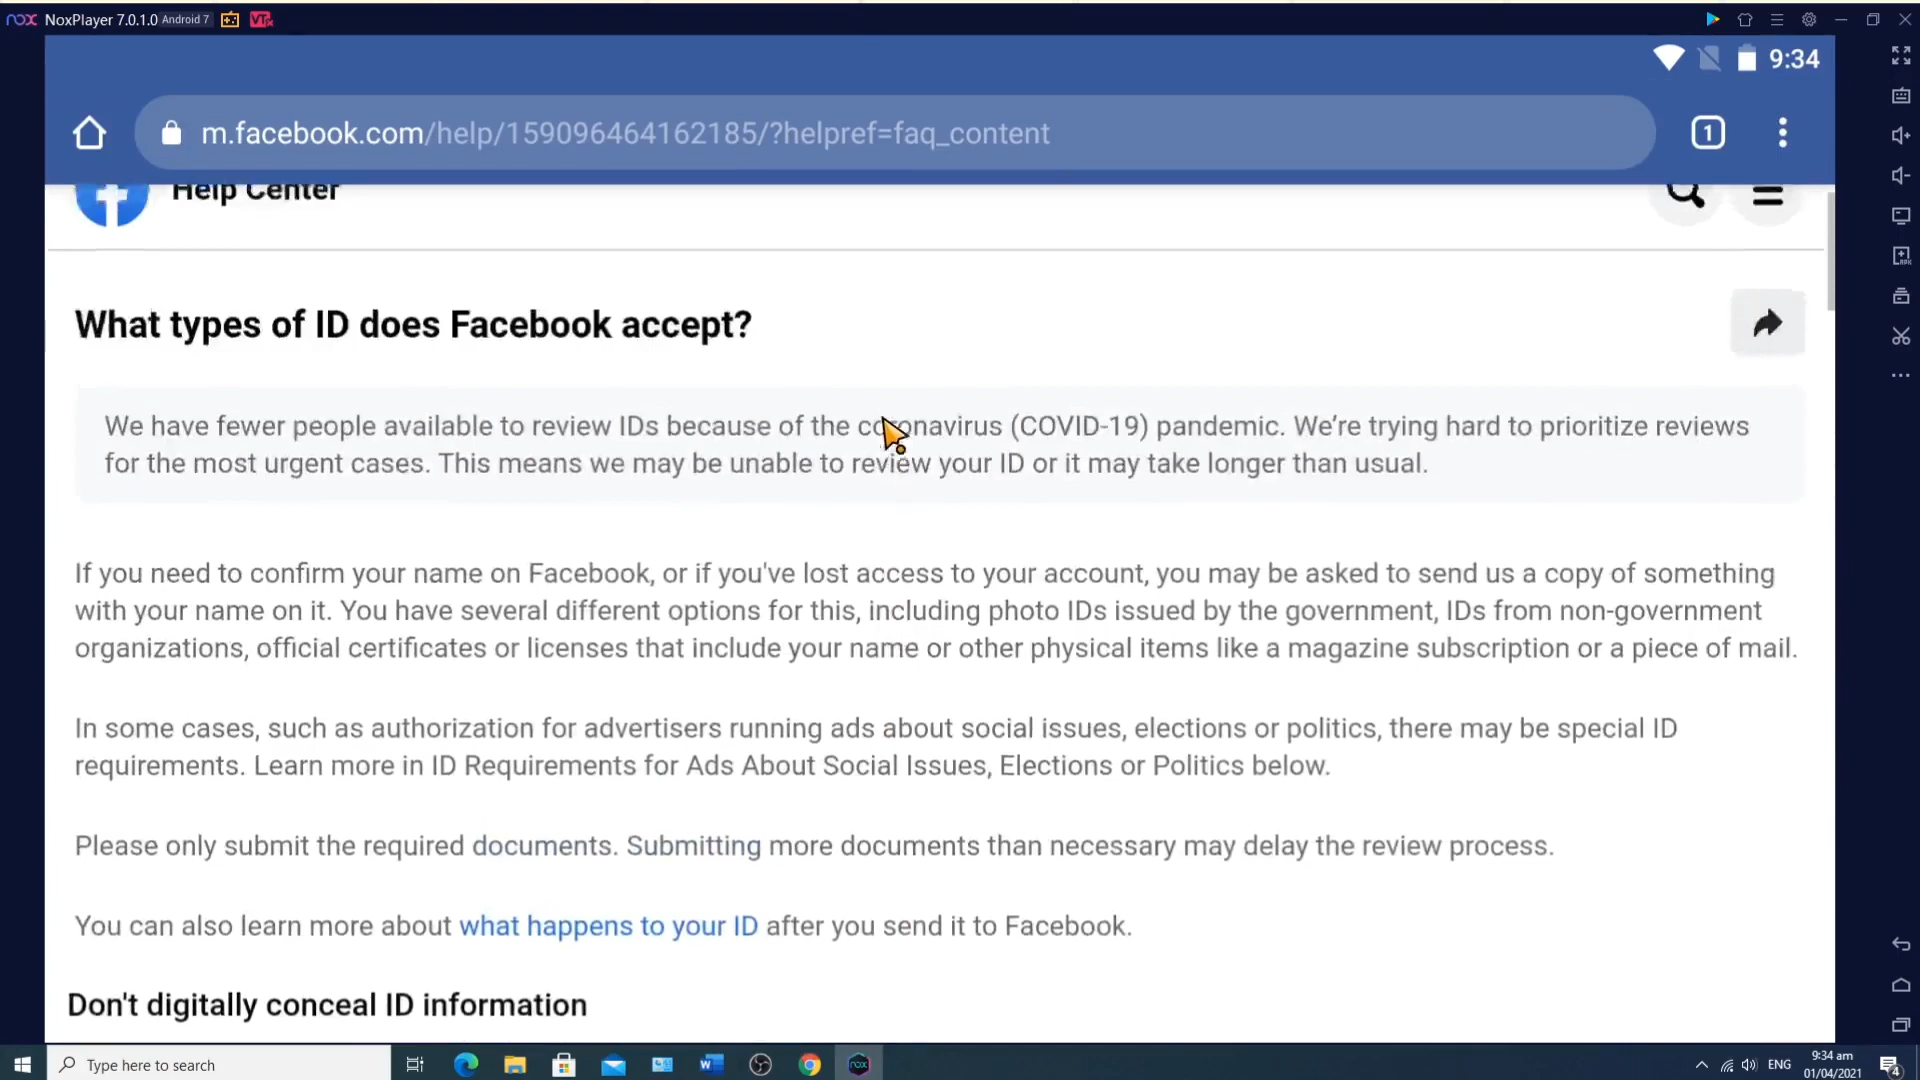 nox NoxPlayer 7.0.1.0 Android 7
9:34
m.facebook.com/help/159096464162185/?helpref=faq_content
1
Help Center
What types of ID does Facebook accept?
We have fewer people available to review IDs because of the coronavirus (COVID-19) pandemic. We’re trying hard to prioritize reviews
for the most urgent cases. This means we may be unable to review your ID or it may take longer than usual.
If you need to confirm your name on Facebook, or if you've lost access to your account, you may be asked to send us a copy of something
with your name on it. You have several different options for this, including photo IDs issued by the government, IDs from non-government
organizations, official certificates or licenses that include your name or other physical items like a magazine subscription or a piece of mail.
In some cases, such as authorization for advertisers running ads about social issues, elections or politics, there may be special ID
requirements. Learn more in ID Requirements for Ads About Social Issues, Elections or Politics below.
Please only submit the required documents. Submitting more documents than necessary may delay the review process.
You can also learn more about what happens to your ID after you send it to Facebook.
Don't digitally conceal ID information
Type here to search
ENG
9:34 am
01/04/2021
4